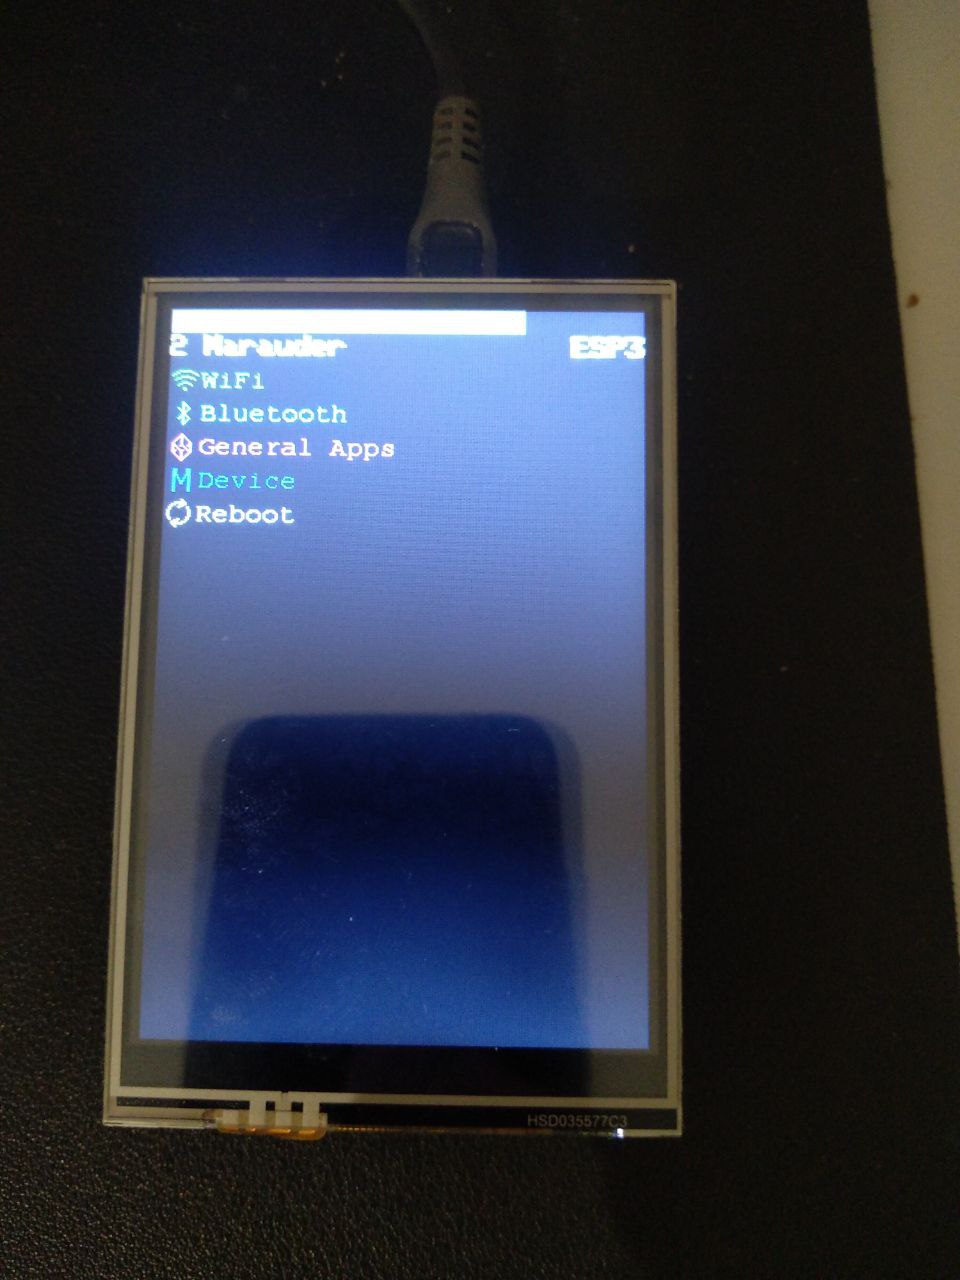 2 Marauder ESP3
WiFi
Bluetooth
General Apps
Device
Reboot
HSD035577C3